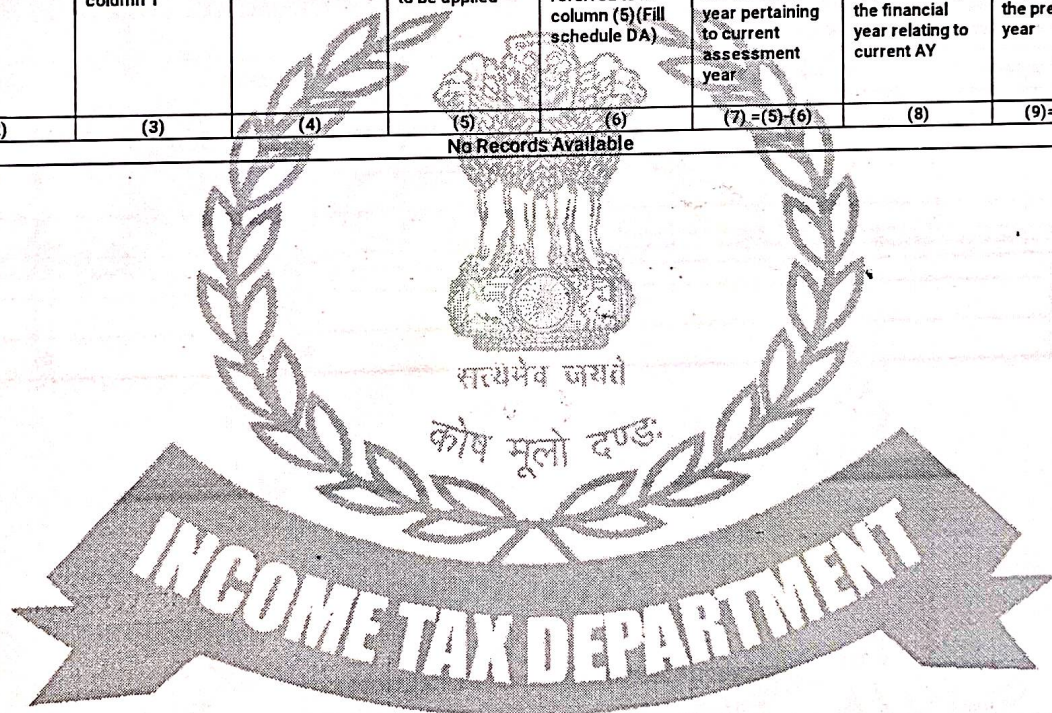 column 1
to be applied
column (5)(Fill
schedule DA)
year pertaining
to current
assessment
year
the financial
year relating to
current AY
year
(3) (4) (5) (6) (7) =(5)-(6) (8) (9)=
No Records Available
सत्यमेव जयते
कोष मूलो दण्डः
INCOME TAX DEPARTMENT